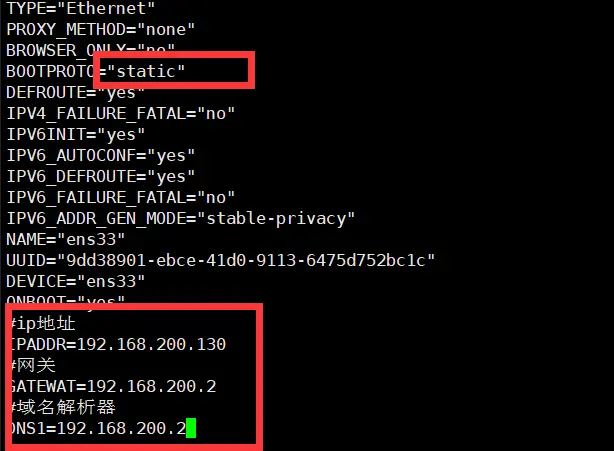 TYPE="Ethernet"
PROXY_METHOD="none"
BROWSER_ONLY="no"
BOOTPROTO="static"
DEFROUTE="yes"
IPV4_FAILURE_FATAL="no"
IPV6INIT="yes"
IPV6_AUTOCONF="yes"
IPV6_DEFROUTE="yes"
IPV6_FAILURE_FATAL="no"
IPV6_ADDR_GEN_MODE="stable-privacy"
NAME="ens33"
UUID="9dd38901-ebce-41d0-9113-6475d752bc1c"
DEVICE="ens33"
ONBOOT="yes"
#ip地址
IPADDR=192.168.200.130
#网关
GATEWAT=192.168.200.2
#域名解析器
DNS1=192.168.200.2